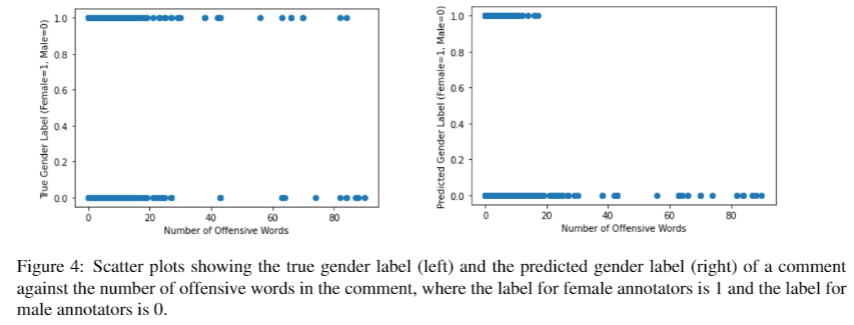 True Gender Label (Female=1, Male=0)
1.0
0.8
0.6
0.4
0.2
0.0
0 20 40 60 80
Number of Offensive Words
Predicted Gender Label (Female=1, Male=0)
1.0
0.8
0.6
0.4
0.2
0.0
0 20 40 60 80
Number of Offensive Words
Figure 4: Scatter plots showing the true gender label (left) and the predicted gender label (right) of a comment
against the number of offensive words in the comment, where the label for female annotators is 1 and the label for
male annotators is 0.